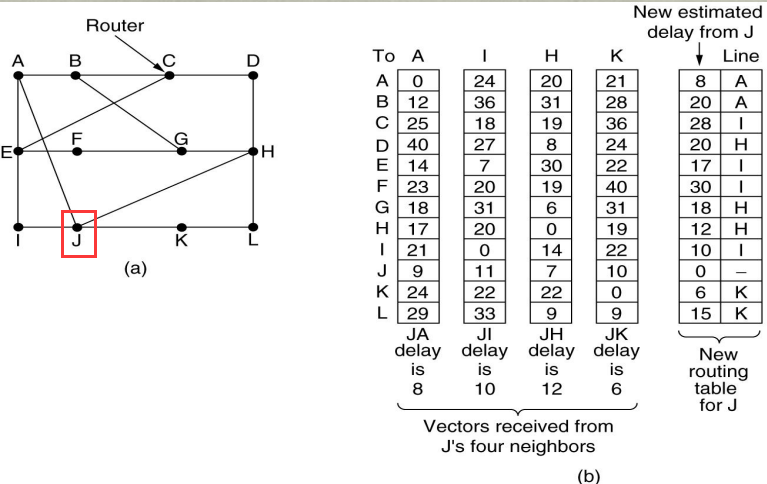 Router
A B C D
E F G H
I J K L
(a)
New estimated
delay from J
To A I H K Line
A 0 24 20 21 8 A
B 12 36 31 28 20 A
C 25 18 19 36 28 I
D 40 27 8 24 20 H
E 14 7 30 22 17 I
F 23 20 19 40 30 I
G 18 31 6 31 18 H
H 17 20 0 19 12 H
I 21 0 14 22 10 I
J 9 11 7 10 0 –
K 24 22 22 0 6 K
L 29 33 9 9 15 K
JA JI JH JK
delay delay delay delay
is is is is
8 10 12 6
New
routing
table
for J
Vectors received from
J's four neighbors
(b)